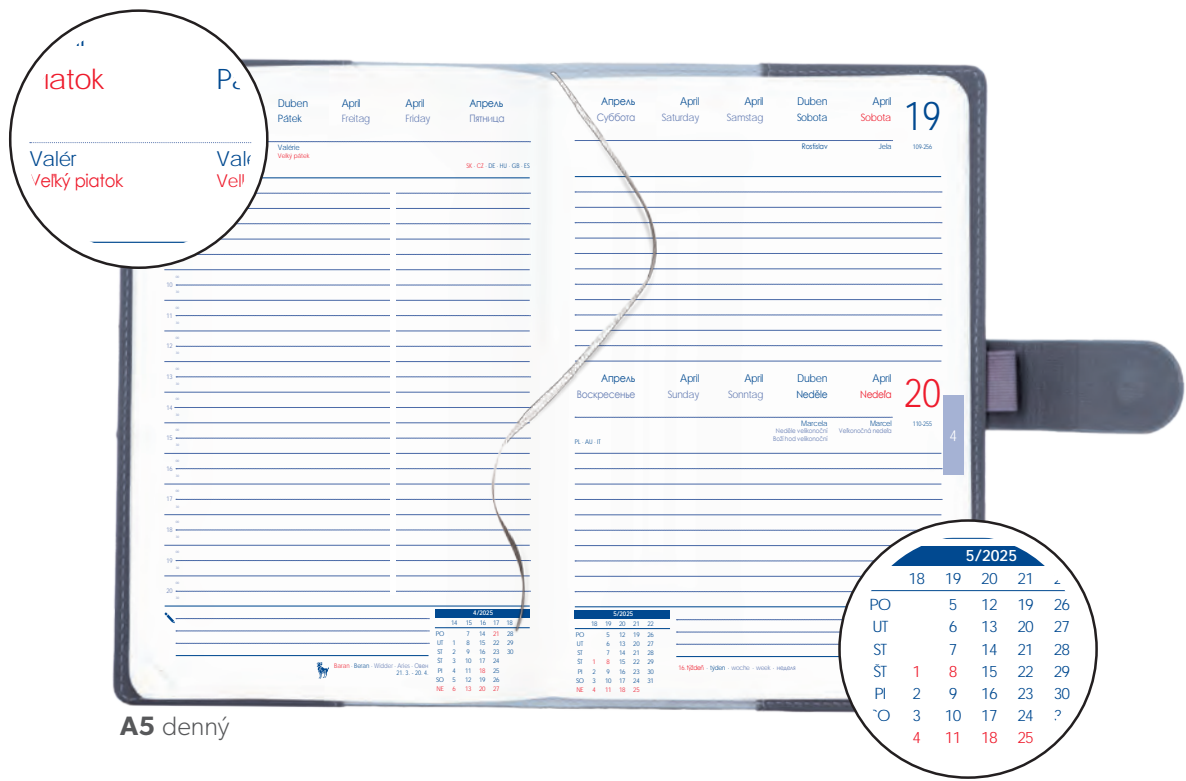 iatok
Valér
Veľký piatok
Duben April April Апрель
Pátek Freitag Friday Пятница
Valérie
Velký pátek
SK · CZ · DE · HU · GB · ES
10
11
12
13
14
15
16
17
18
19
20
4/2025
14 15 16 17 18
PO 7 14 21 28
UT 1 8 15 22 29
ST 2 9 16 23 30
ŠT 3 10 17 24
PI 4 11 18 25
SO 5 12 19 26
NE 6 13 20 27
Baran · Beran · Widder · Aries · Овен
21. 3. - 20. 4.
Апрель April April Duben April 19
Суббота Saturday Samstag Sobota Sobota
Rostislav Jela 109-256
Апрель April April Duben April 20
Воскресенье Sunday Sonntag Neděle Nedeľa
Marcela Marcel 110-255
Neděle velikonoční Veľkonočná nedeľa
Boží hod velikonoční
PL · AU · IT
4
5/2025
18 19 20 21 22
PO 5 12 19 26
UT 6 13 20 27
ST 7 14 21 28
ŠT 1 8 15 22 29
PI 2 9 16 23 30
SO 3 10 17 24 31
NE 4 11 18 25
16. týždeň · týden · woche · week · неделя
5/2025
18 19 20 21
PO 5 12 19 26
UT 6 13 20 27
ST 7 14 21 28
ŠT 1 8 15 22 29
PI 2 9 16 23 30
3 10 17 24
4 11 18 25
A5 denný